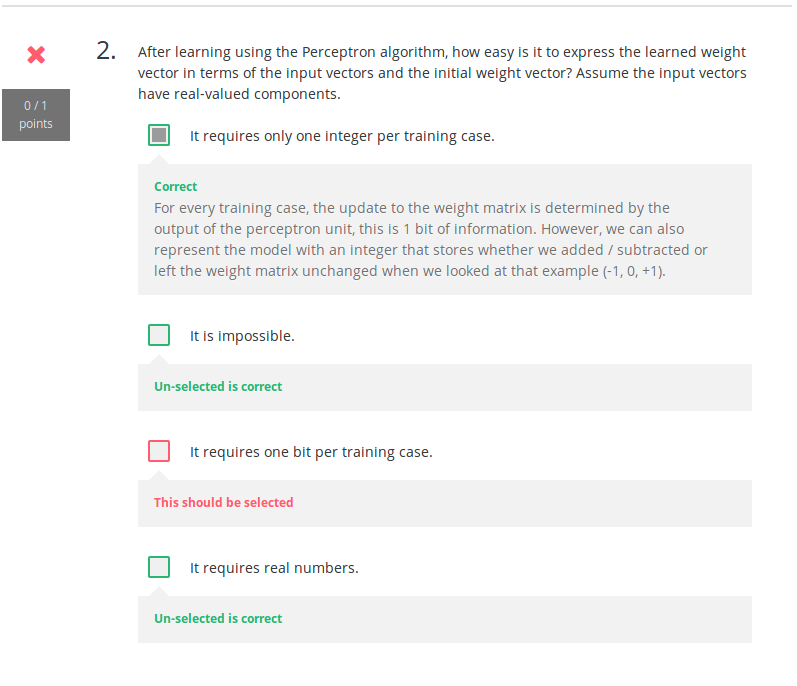 2. After learning using the Perceptron algorithm, how easy is it to express the learned weight
vector in terms of the input vectors and the initial weight vector? Assume the input vectors
have real-valued components.
0 / 1
points
It requires only one integer per training case.
Correct
For every training case, the update to the weight matrix is determined by the
output of the perceptron unit, this is 1 bit of information. However, we can also
represent the model with an integer that stores whether we added / subtracted or
left the weight matrix unchanged when we looked at that example (-1, 0, +1).
It is impossible.
Un-selected is correct
It requires one bit per training case.
This should be selected
It requires real numbers.
Un-selected is correct